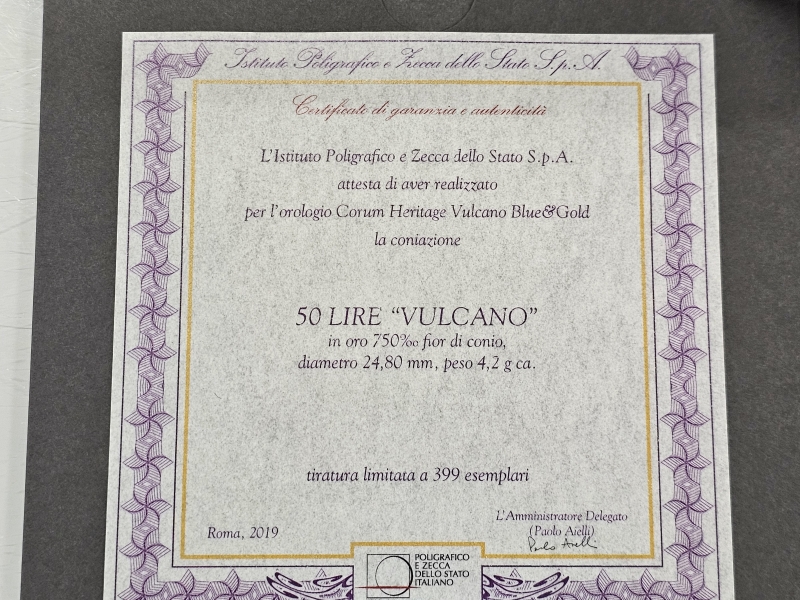 Istituto Poligrafico e Zecca dello Stato S.p.A.
Certificato di garanzia e autenticità
L'Istituto Poligrafico e Zecca dello Stato S.p.A.
attesta di aver realizzato
per l'orologio Corum Heritage Vulcano Blue&Gold
la coniazione
50 LIRE “VULCANO”
in oro 750‰ fior di conio,
diametro 24,80 mm, peso 4,2 g ca.
tiratura limitata a 399 esemplari
L'Amministratore Delegato
(Paolo Aielli)
Paolo Aielli
Roma, 2019
POLIGRAFICO
E ZECCA
DELLO STATO
ITALIANO